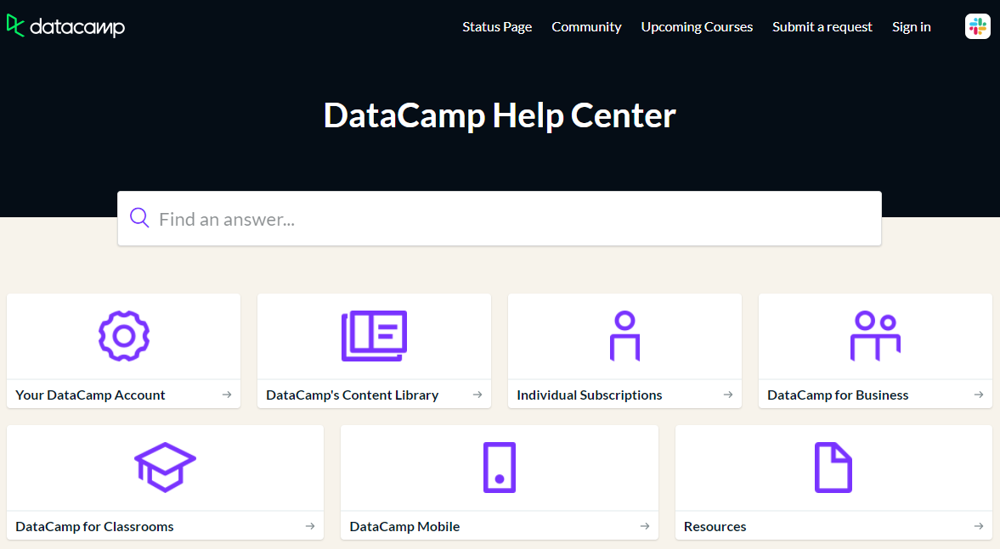 datacamp Status Page Community Upcoming Courses Submit a request Sign in
DataCamp Help Center
Find an answer...
Your DataCamp Account DataCamp's Content Library Individual Subscriptions DataCamp for Business
DataCamp for Classrooms DataCamp Mobile Resources